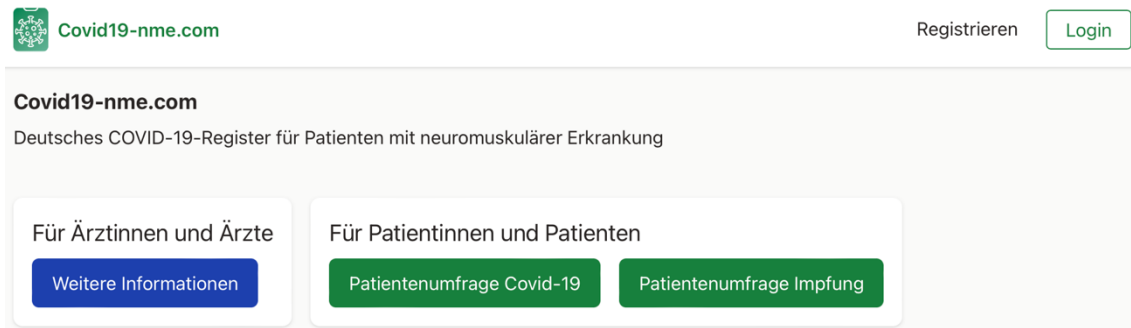 Covid19-nme.com
Registrieren
Login
Covid19-nme.com
Deutsches COVID-19-Register für Patienten mit neuromuskulärer Erkrankung
Für Ärztinnen und Ärzte
Weitere Informationen
Für Patientinnen und Patienten
Patientenumfrage Covid-19
Patientenumfrage Impfung